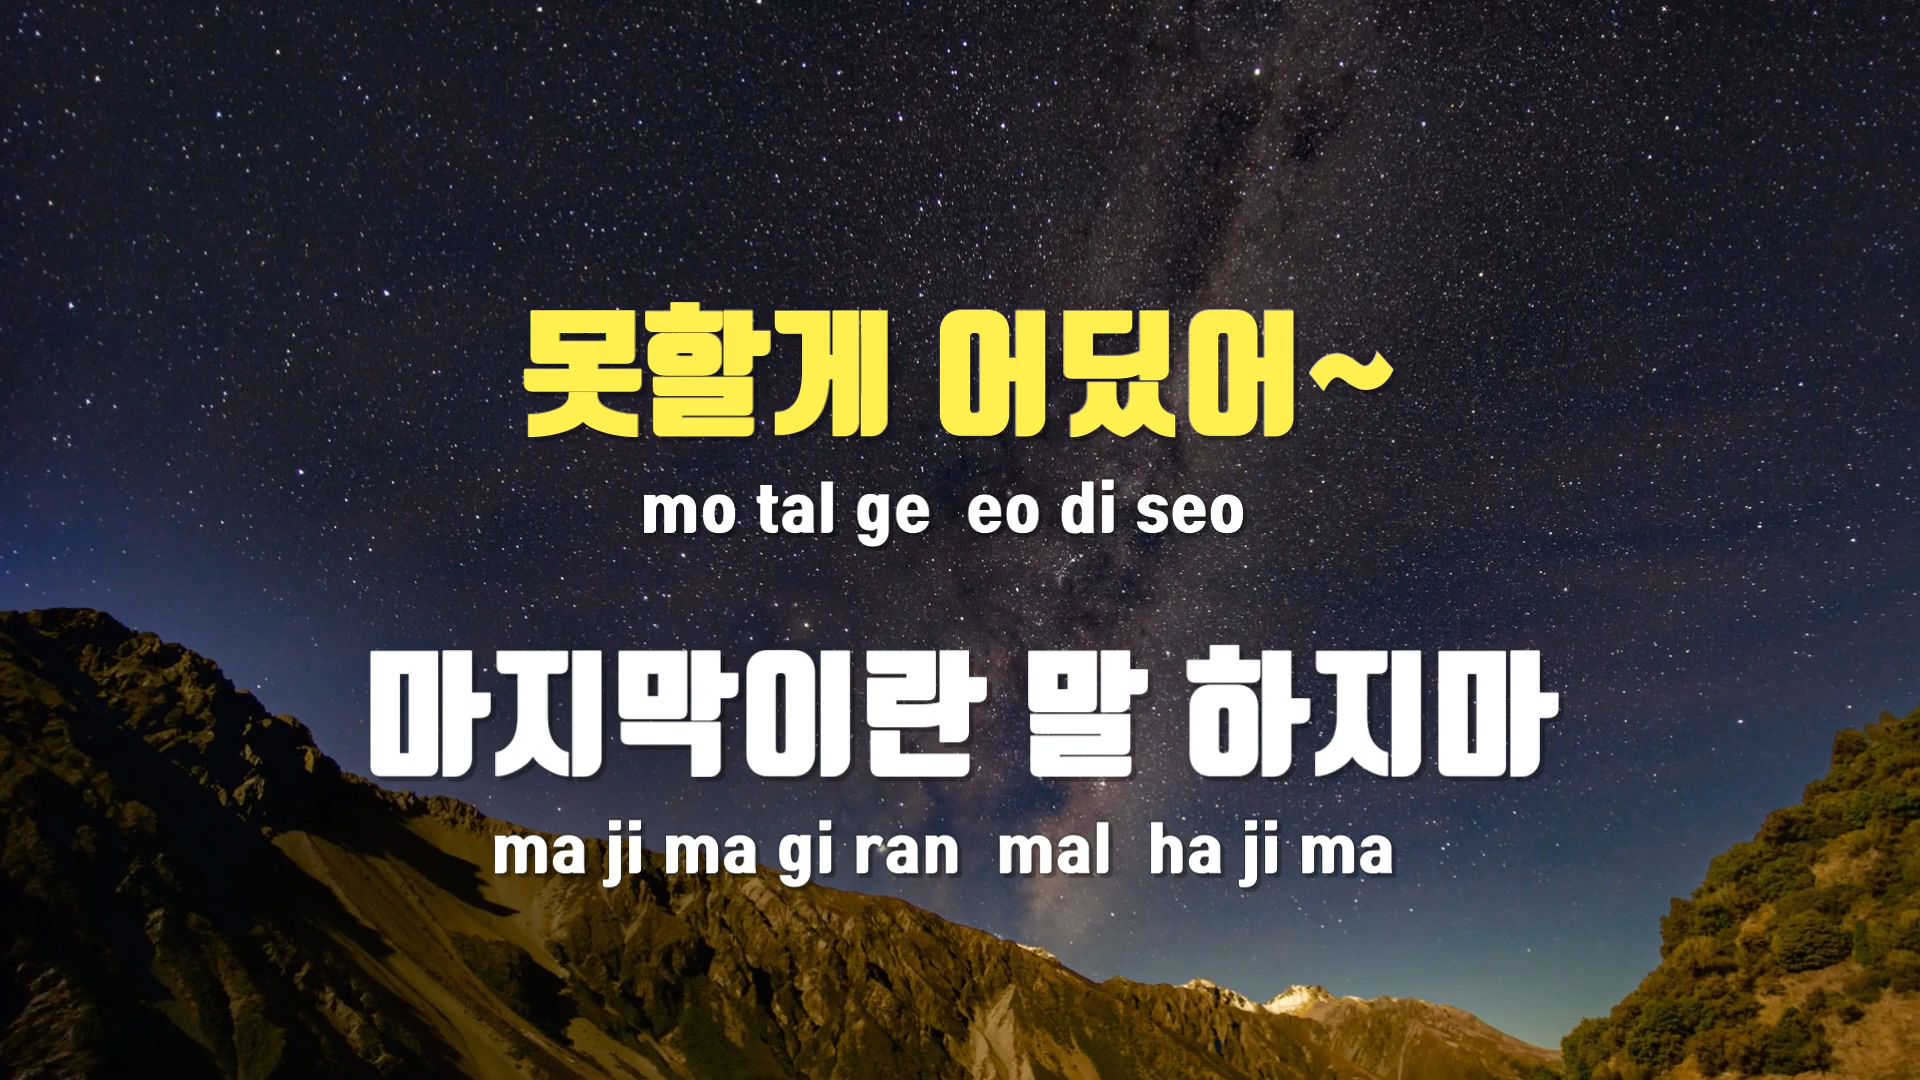 못할게 어딨어~
mo tal ge eo di seo
마지막이란 말 하지마
ma ji ma gi ran mal ha ji ma